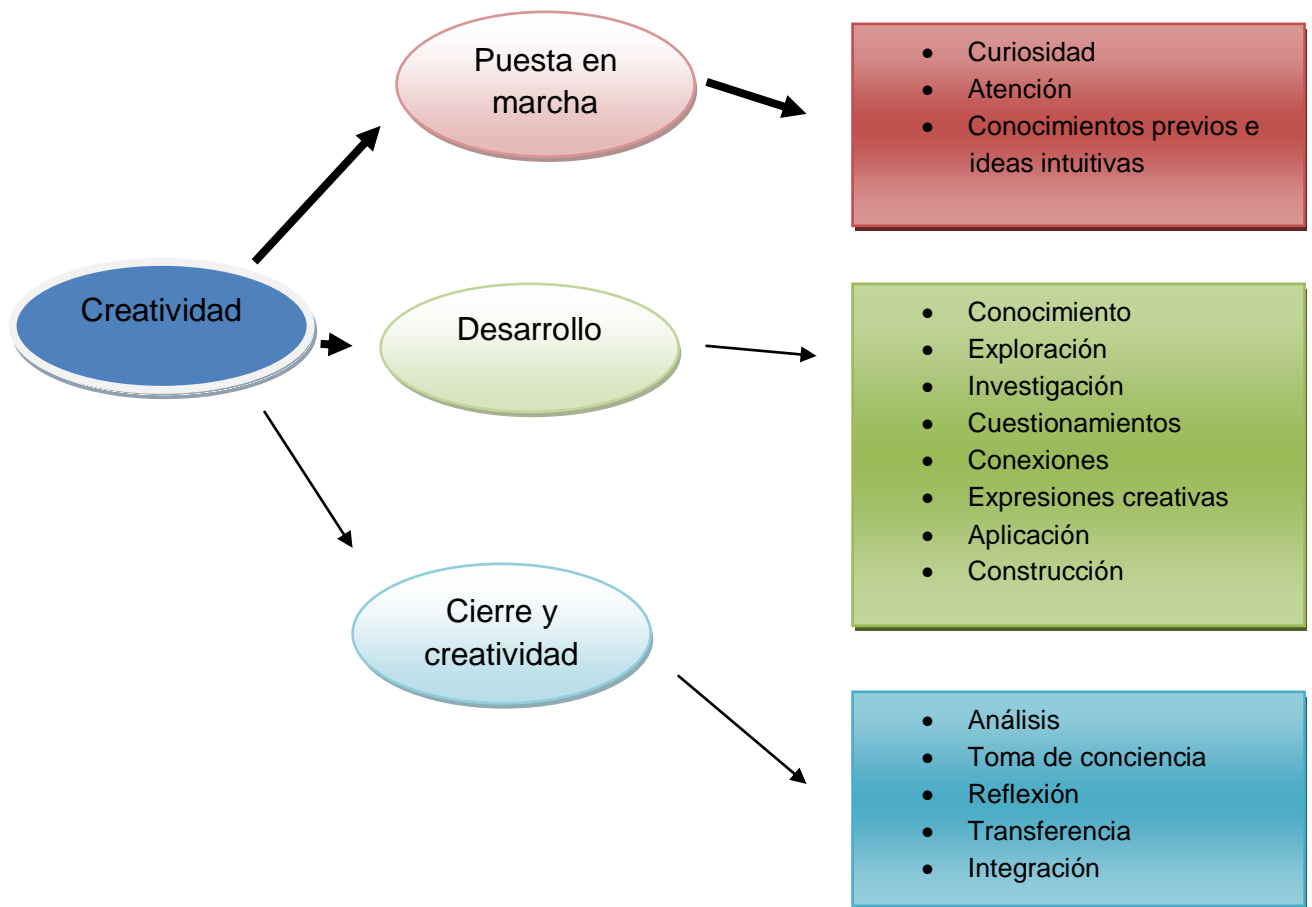 Puesta en
marcha
• Curiosidad
• Atención
• Conocimientos previos e
ideas intuitivas
Creatividad
Desarrollo
• Conocimiento
• Exploración
• Investigación
• Cuestionamientos
• Conexiones
• Expresiones creativas
• Aplicación
• Construcción
Cierre y
creatividad
• Análisis
• Toma de conciencia
• Reflexión
• Transferencia
• Integración